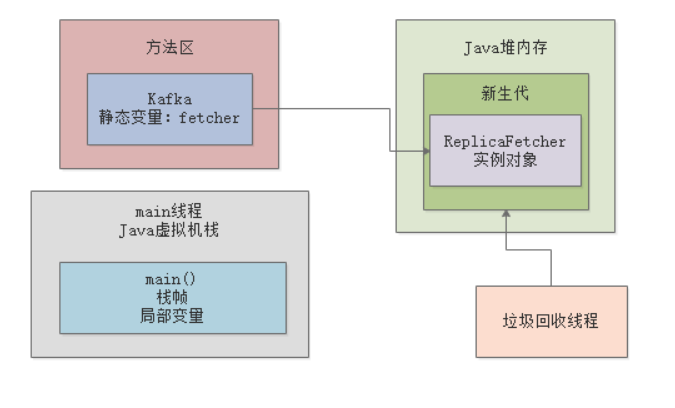 方法区
Kafka
静态变量：fetcher
Java堆内存
新生代
ReplicaFetcher
实例对象
main线程
Java虚拟机栈
main()
栈帧
局部变量
垃圾回收线程